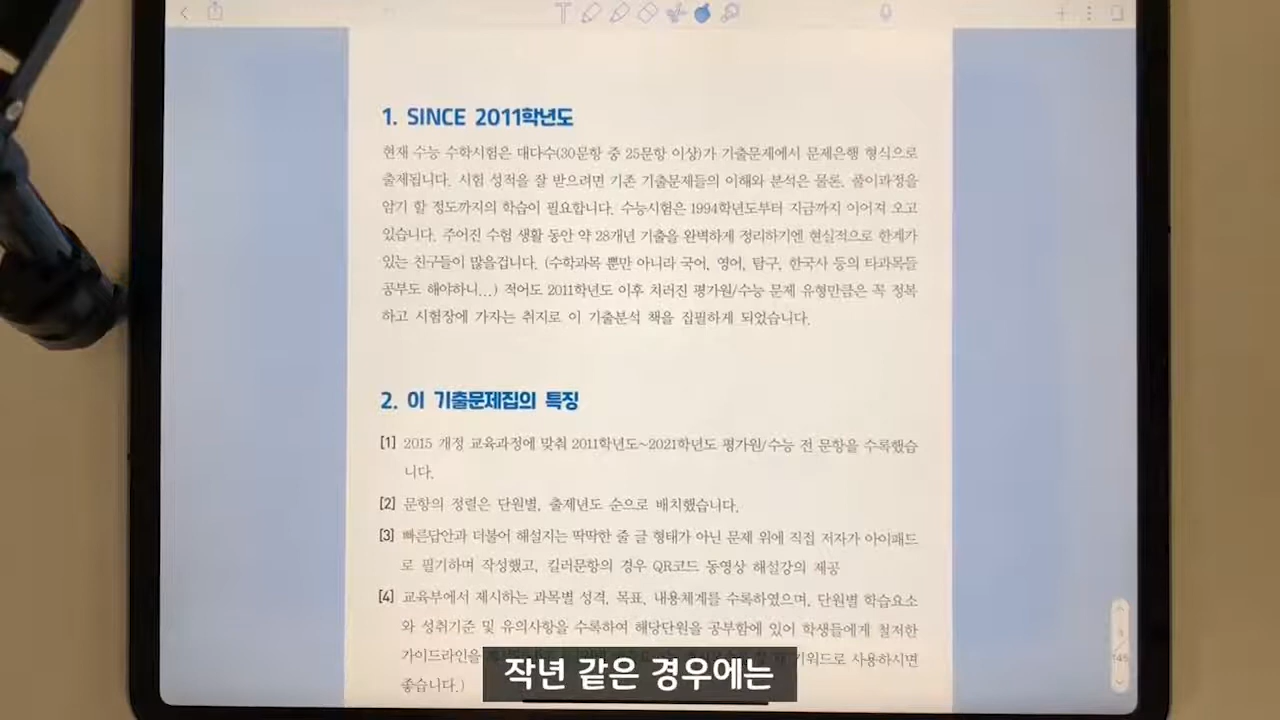 1. SINCE 2011학년도
현재 수능 수학시험은 대다수(30문항 중 25문항 이상)가 기출문제에서 문제은행 형식으로
출제됩니다. 시험 성적을 잘 받으려면 기존 기출문제들의 이해와 분석은 물론, 풀이과정을
암기 할 정도까지의 학습이 필요합니다. 수능시험은 1994학년도부터 지금까지 이어져 오고
있습니다. 주어진 수험 생활 동안 약 28개년 기출을 완벽하게 정리하기엔 현실적으로 한계가
있는 친구들이 많을겁니다. (수학과목 뿐만 아니라 국어, 영어, 탐구, 한국사 등의 타과목들
공부도 해야하니...) 적어도 2011학년도 이후 치러진 평가원/수능 문제 유형만큼은 꼭 정복
하고 시험장에 가자는 취지로 이 기출분석 책을 집필하게 되었습니다.
2. 이 기출문제집의 특징
[1] 2015 개정 교육과정에 맞춰 2011학년도~2021학년도 평가원/수능 전 문항을 수록했습
니다.
[2] 문항의 정렬은 단원별, 출제년도 순으로 배치했습니다.
[3] 빠른답안과 더불어 해설지는 딱딱한 줄 글 형태가 아닌 문제 위에 직접 저자가 아이패드
로 필기하며 작성했고, 킬러문항의 경우 QR코드 동영상 해설강의 제공
[4] 교육부에서 제시하는 과목별 성격, 목표, 내용체계를 수록하였으며, 단원별 학습요소
와 성취기준 및 유의사항을 수록하여 해당단원을 공부함에 있어 학생들에게 철저한
가이드라인을 키워드로 사용하시면
좋습니다.)
작년 같은 경우에는